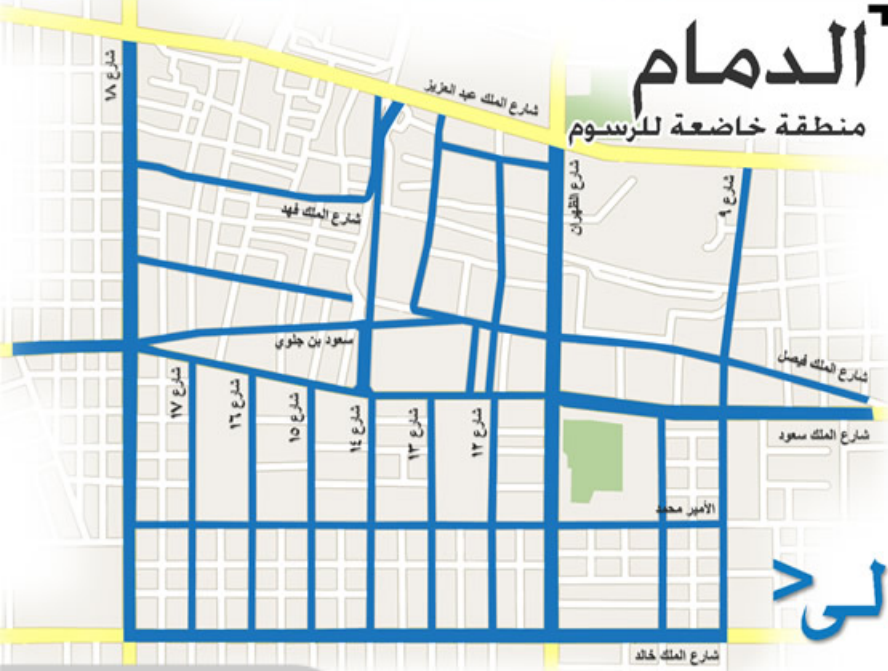 الدمام
منطقة خاضعة للرسوم
شارع الملك عبد العزيز
شارع ١٨
شارع الظهران
شارع ٩
شارع الملك فهد
سعود بن جلوي
شارع الملك فيصل
شارع ١٧
شارع ١٦
شارع ١٥
شارع ١٤
شارع ١٣
شارع ١٢
شارع الملك سعود
الأمير محمد
لى>
شارع الملك خالد